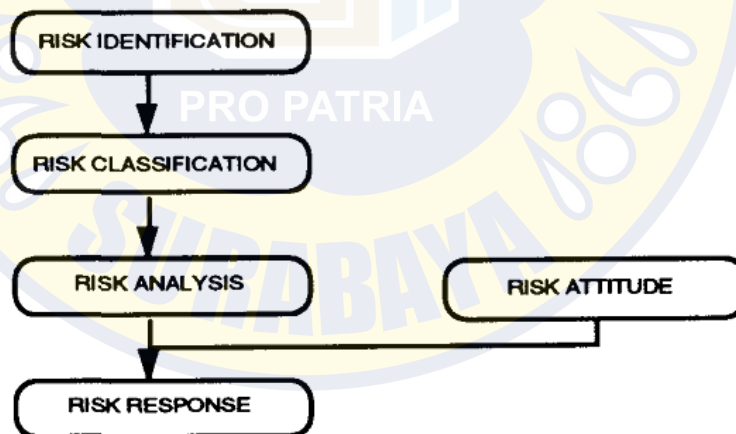 RISK IDENTIFICATION
PRO PATRIA
RISK CLASSIFICATION
SURABAYA
RISK ANALYSIS
RISK ATTITUDE
RISK RESPONSE